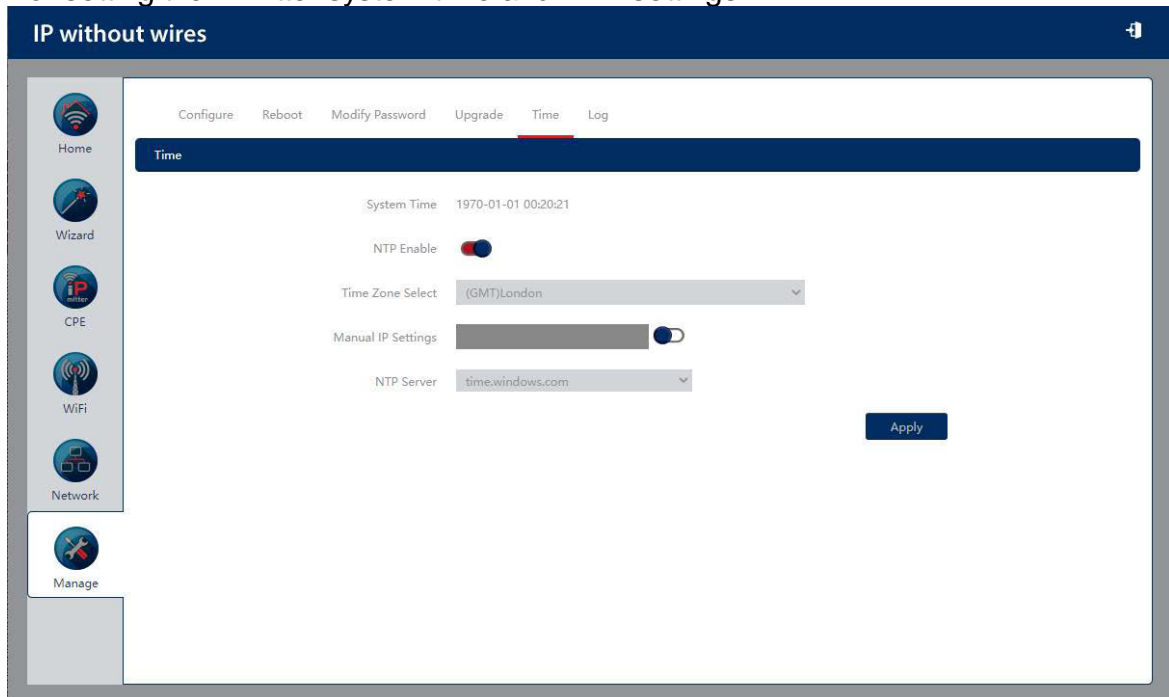 IP without wires
Configure Reboot Modify Password Upgrade Time Log
Home
Time
System Time 1970-01-01 00:20:21
Wizard
NTP Enable
iP
mitter
Time Zone Select (GMT)London
CPE
Manual IP Settings
NTP Server time.windows.com
WiFi
Apply
Network
Manage